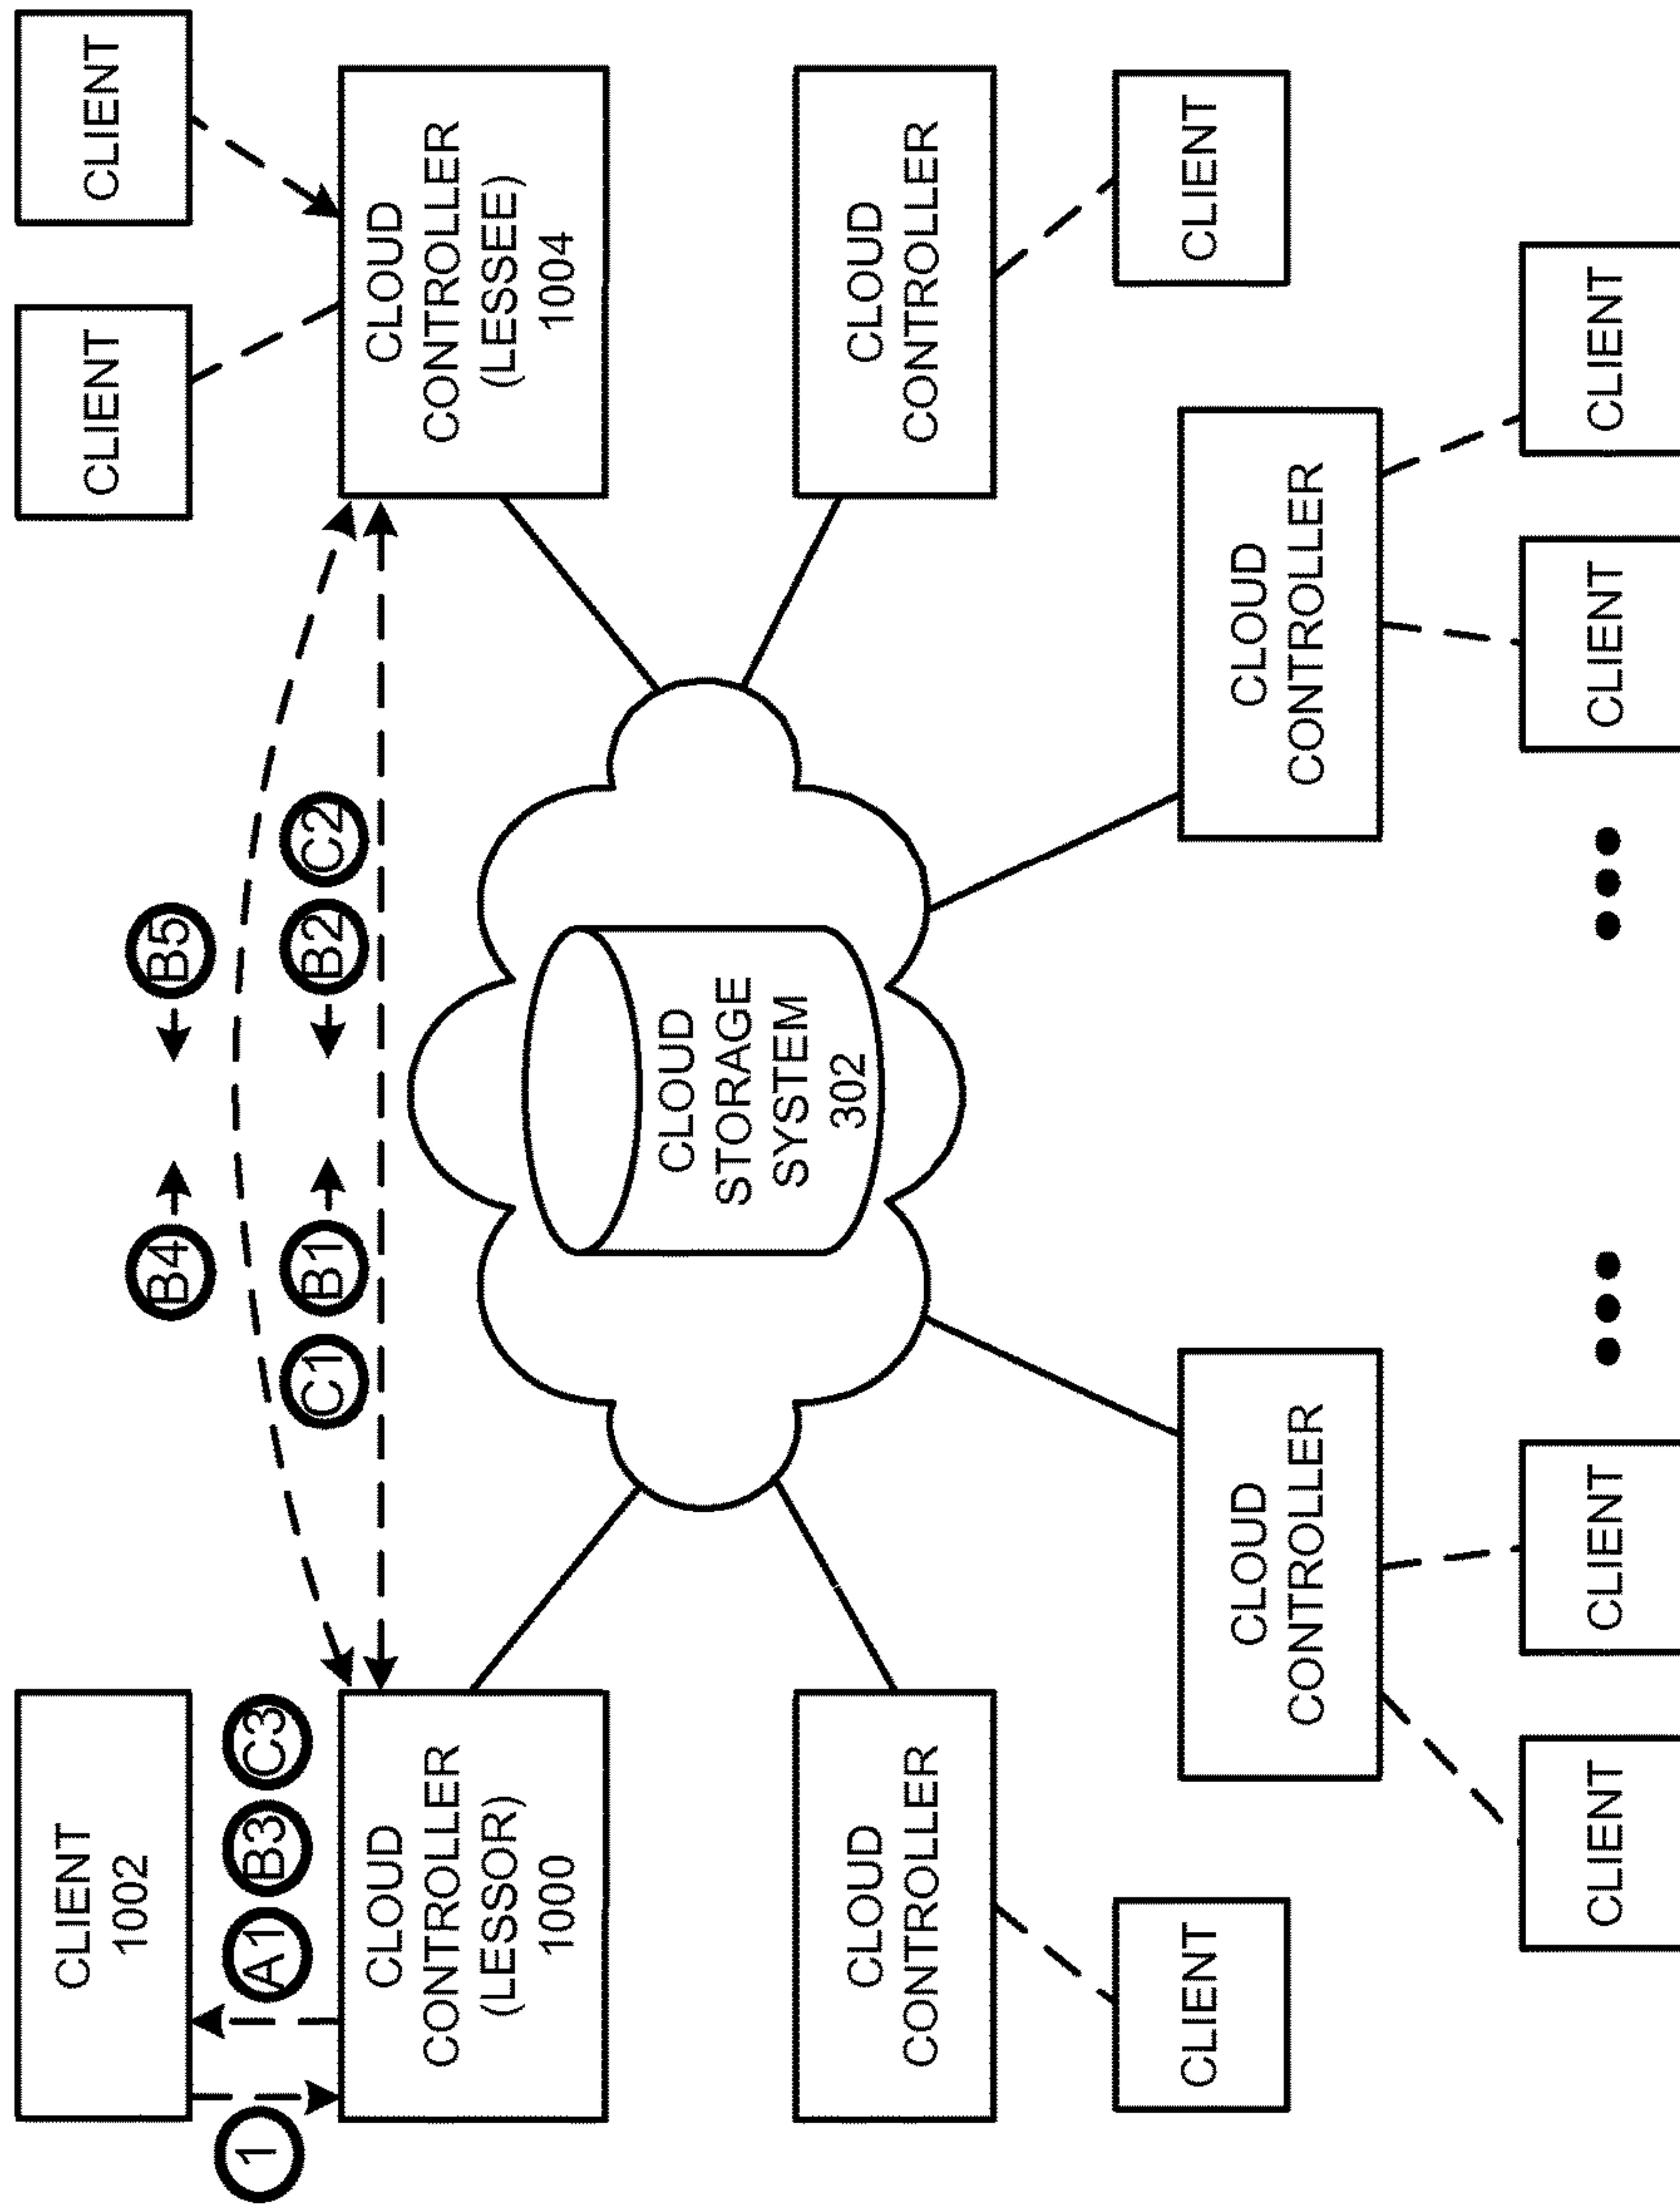 CLIENT
1002
CLIENT
CLIENT
1
A1
B3
C3
B4
B5
C1
B1
B2
C2
CLOUD
CONTROLLER
(LESSOR)
1000
CLOUD
CONTROLLER
(LESSEE)
1004
CLOUD
STORAGE
SYSTEM
302
CLOUD
CONTROLLER
CLOUD
CONTROLLER
CLIENT
CLIENT
CLOUD
CONTROLLER
CLOUD
CONTROLLER
CLIENT
CLIENT
CLIENT
CLIENT